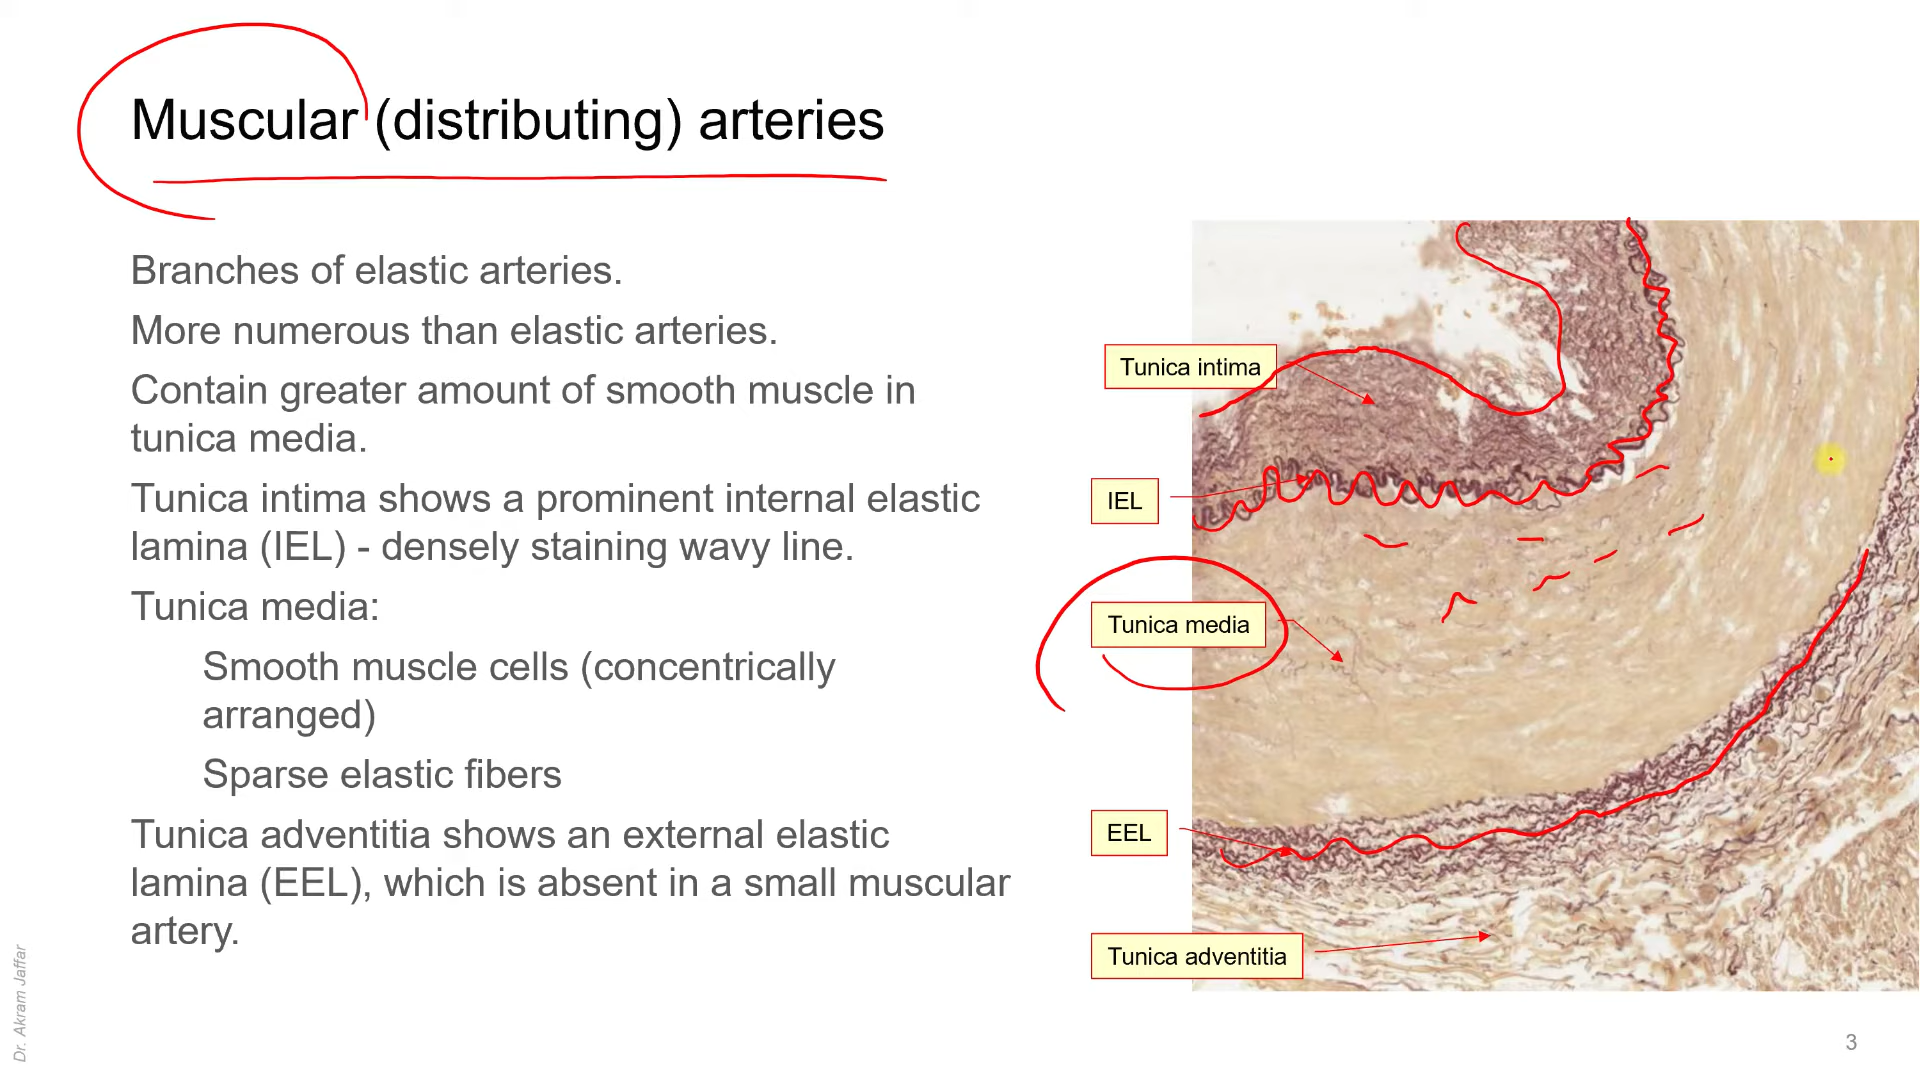 Muscular (distributing) arteries
Branches of elastic arteries.
More numerous than elastic arteries.
Contain greater amount of smooth muscle in
tunica media.
Tunica intima shows a prominent internal elastic
lamina (IEL) - densely staining wavy line.
Tunica media:
Smooth muscle cells (concentrically
arranged)
Sparse elastic fibers
Tunica adventitia shows an external elastic
lamina (EEL), which is absent in a small muscular
artery.
Tunica intima
IEL
Tunica media
EEL
Tunica adventitia
Dr. Akram Jaffar
3